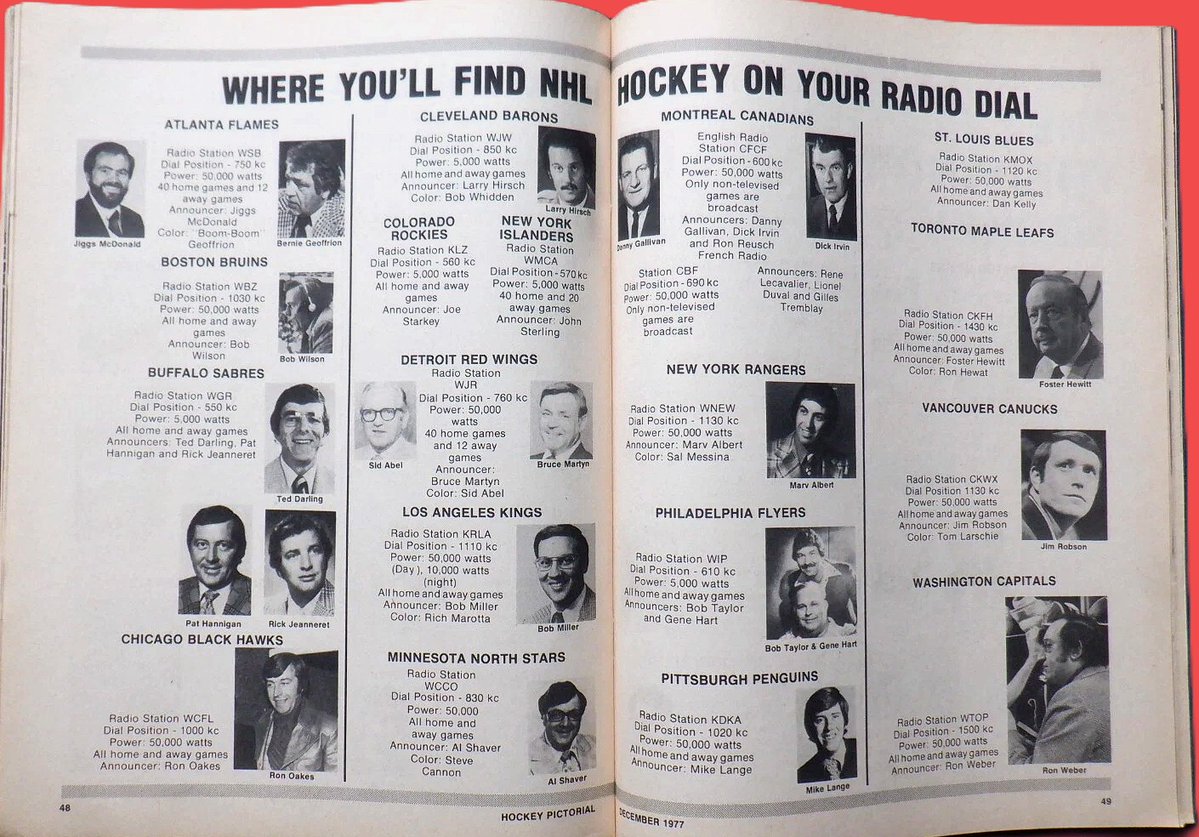 WHERE YOU'LL FIND NHL HOCKEY ON YOUR RADIO DIAL
ATLANTA FLAMES
Radio Station WSB
Dial Position - 750 kc
Power: 50,000 watts
40 home games and 12
away games
Announcer: Jiggs
McDonald
Color: "Boom-Boom"
Geoffrion
Jiggs McDonald
Bernie Geoffrion
BOSTON BRUINS
Radio Station WBZ
Dial Position - 1030 kc
Power: 50,000 watts
All home and away
games
Announcer: Bob
Wilson
Bob Wilson
BUFFALO SABRES
Radio Station WGR
Dial Position - 550 kc
Power: 5,000 watts
All home and away games
Announcers: Ted Darling, Pat
Hannigan and Rick Jeanneret
Ted Darling
Pat Hannigan
Rick Jeanneret
CHICAGO BLACK HAWKS
Radio Station WCFL
Dial Position - 1000 kc
Power: 50,000 watts
All home and away games
Announcer: Ron Oakes
Ron Oakes
CLEVELAND BARONS
Radio Station WJW
Dial Position - 850 kc
Power: 5,000 watts
All home and away games
Announcer: Larry Hirsch
Color: Bob Whidden
Larry Hirsch
COLORADO
ROCKIES
Radio Station KLZ
Dial Position - 560 kc
Power: 5,000 watts
All home and away
games
Announcer: Joe
Starkey
NEW YORK
ISLANDERS
Radio Station
WMCA
Dial Position - 570 kc
Power: 5,000 watts
40 home and 20
away games
Announcer: John
Sterling
DETROIT RED WINGS
Radio Station
WJR
Dial Position - 760 kc
Power: 50,000
watts
40 home games
and 12 away
games
Announcer:
Bruce Martyn
Color: Sid Abel
Sid Abel
Bruce Martyn
LOS ANGELES KINGS
Radio Station KRLA
Dial Position - 1110 kc
Power: 50,000 watts
(Day), 10,000 watts
(night)
All home and away games
Announcer: Bob Miller
Color: Rich Marotta
Bob Miller
MINNESOTA NORTH STARS
Radio Station
WCCO
Dial Position - 830 kc
Power: 50,000
All home and
away games
Announcer: Al Shaver
Color: Steve
Cannon
Al Shaver
48
HOCKEY PICTORIAL
MONTREAL CANADIANS
English Radio
Station CFCF
Dial Position - 600 kc
Power: 50,000 watts
Only non-televised
games are
broadcast
Announcers: Danny
Gallivan, Dick Irvin
and Ron Reusch
French Radio
Danny Gallivan
Dick Irvin
Station CBF
Dial Position - 690 kc
Power: 50,000 watts
Only non-televised
games are
broadcast
Announcers: Rene
Lecavalier, Lionel
Duval and Gilles
Tremblay
NEW YORK RANGERS
Radio Station WNEW
Dial Position - 1130 kc
Power: 50,000 watts
Announcer: Marv Albert
Color: Sal Messina
Marv Albert
PHILADELPHIA FLYERS
Radio Station WIP
Dial Position - 610 kc
Power: 5,000 watts
All home and away games
Announcers: Bob Taylor
and Gene Hart
Bob Taylor & Gene Hart
PITTSBURGH PENGUINS
Radio Station KDKA
Dial Position - 1020 kc
Power: 50,000 watts
All home and away games
Announcer: Mike Lange
Mike Lange
ST. LOUIS BLUES
Radio Station KMOX
Dial Position - 1120 kc
Power: 50,000 watts
All home and away games
Announcer: Dan Kelly
TORONTO MAPLE LEAFS
Radio Station CKFH
Dial Position - 1430 kc
Power: 50,000 watts
All home and away games
Announcer: Foster Hewitt
Color: Ron Hewat
Foster Hewitt
VANCOUVER CANUCKS
Radio Station CKWX
Dial Position 1130 kc
Power: 50,000 watts
All home and away games
Announcer: Jim Robson
Color: Tom Larschie
Jim Robson
WASHINGTON CAPITALS
Radio Station WTOP
Dial Position - 1500 kc
Power: 50,000 watts
All home and away games
Announcer: Ron Weber
Ron Weber
DECEMBER 1977
49